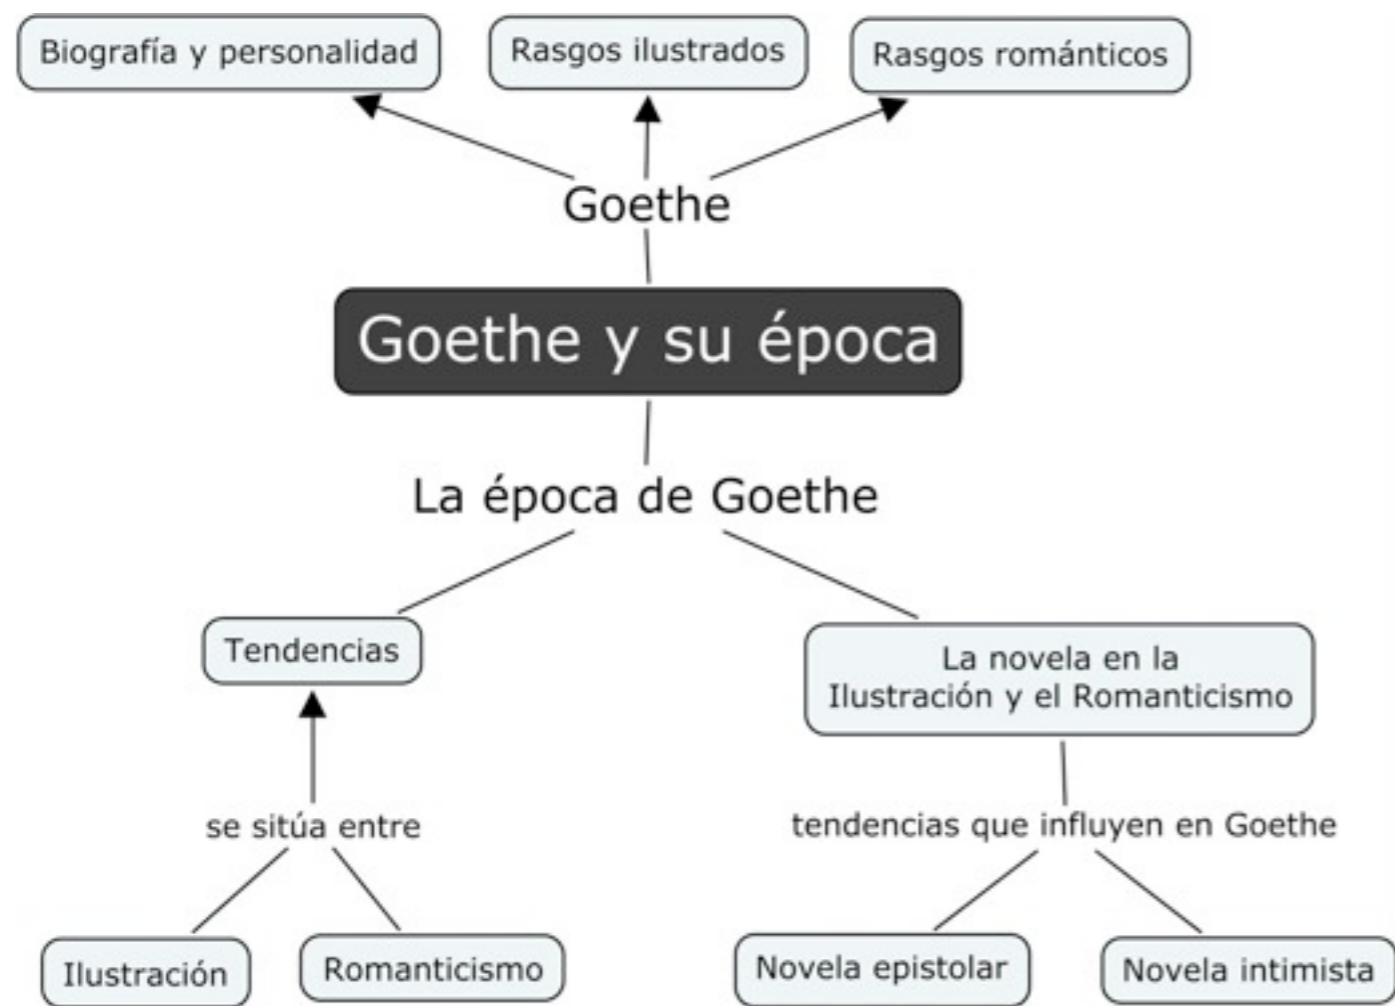 Biografía y personalidad
Rasgos ilustrados
Rasgos románticos
Goethe
Goethe y su época
La época de Goethe
Tendencias
La novela en la
Ilustración y el Romanticismo
se sitúa entre
tendencias que influyen en Goethe
Ilustración
Romanticismo
Novela epistolar
Novela intimista